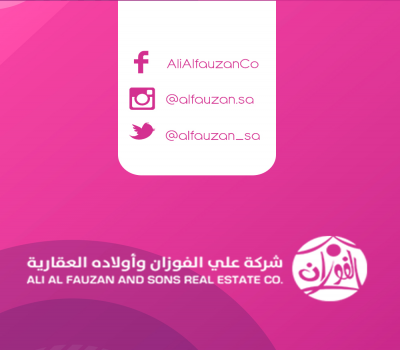 AliAlfauzanCo
@alfauzan.sa
@alfauzan_sa
شركة علي الفوزان وأولاده العقارية
ALI AL FAUZAN AND SONS REAL ESTATE CO.
الفوزان